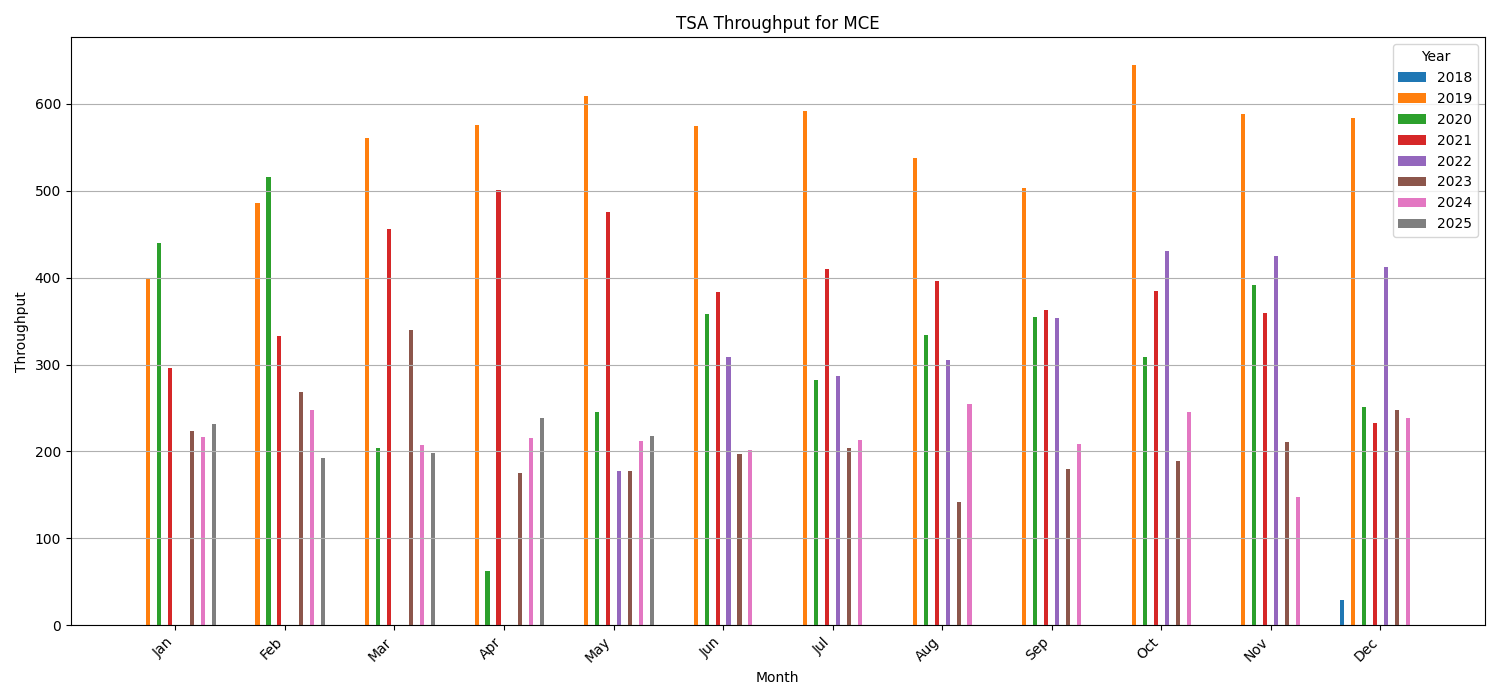 TSA Throughput for MCE
Throughput
600
500
400
300
200
100
0
Year
2018
2019
2020
2021
2022
2023
2024
2025
Jan
Feb
Mar
Apr
May
Jun
Jul
Aug
Sep
Oct
Nov
Dec
Month